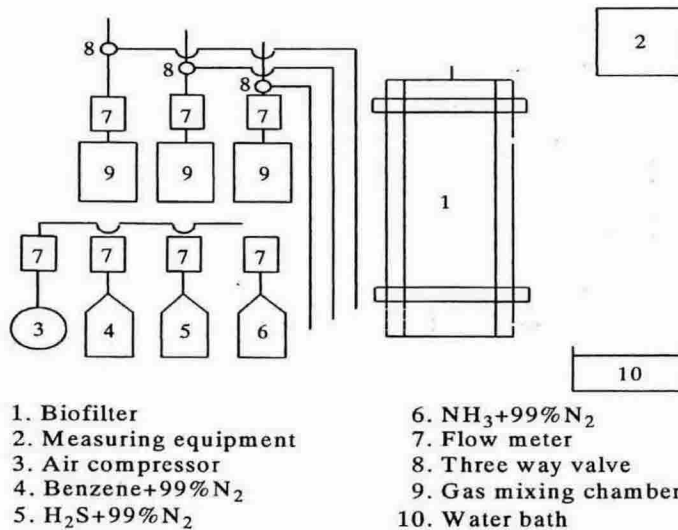 2
8
8
8
7 7 7
9 9 9
1
7 7 7 7
3 4 5 6
10
1. Biofilter
2. Measuring equipment
3. Air compressor
4. Benzene+99%N₂
5. H₂S+99%N₂
6. NH₃+99%N₂
7. Flow meter
8. Three way valve
9. Gas mixing chamber
10. Water bath